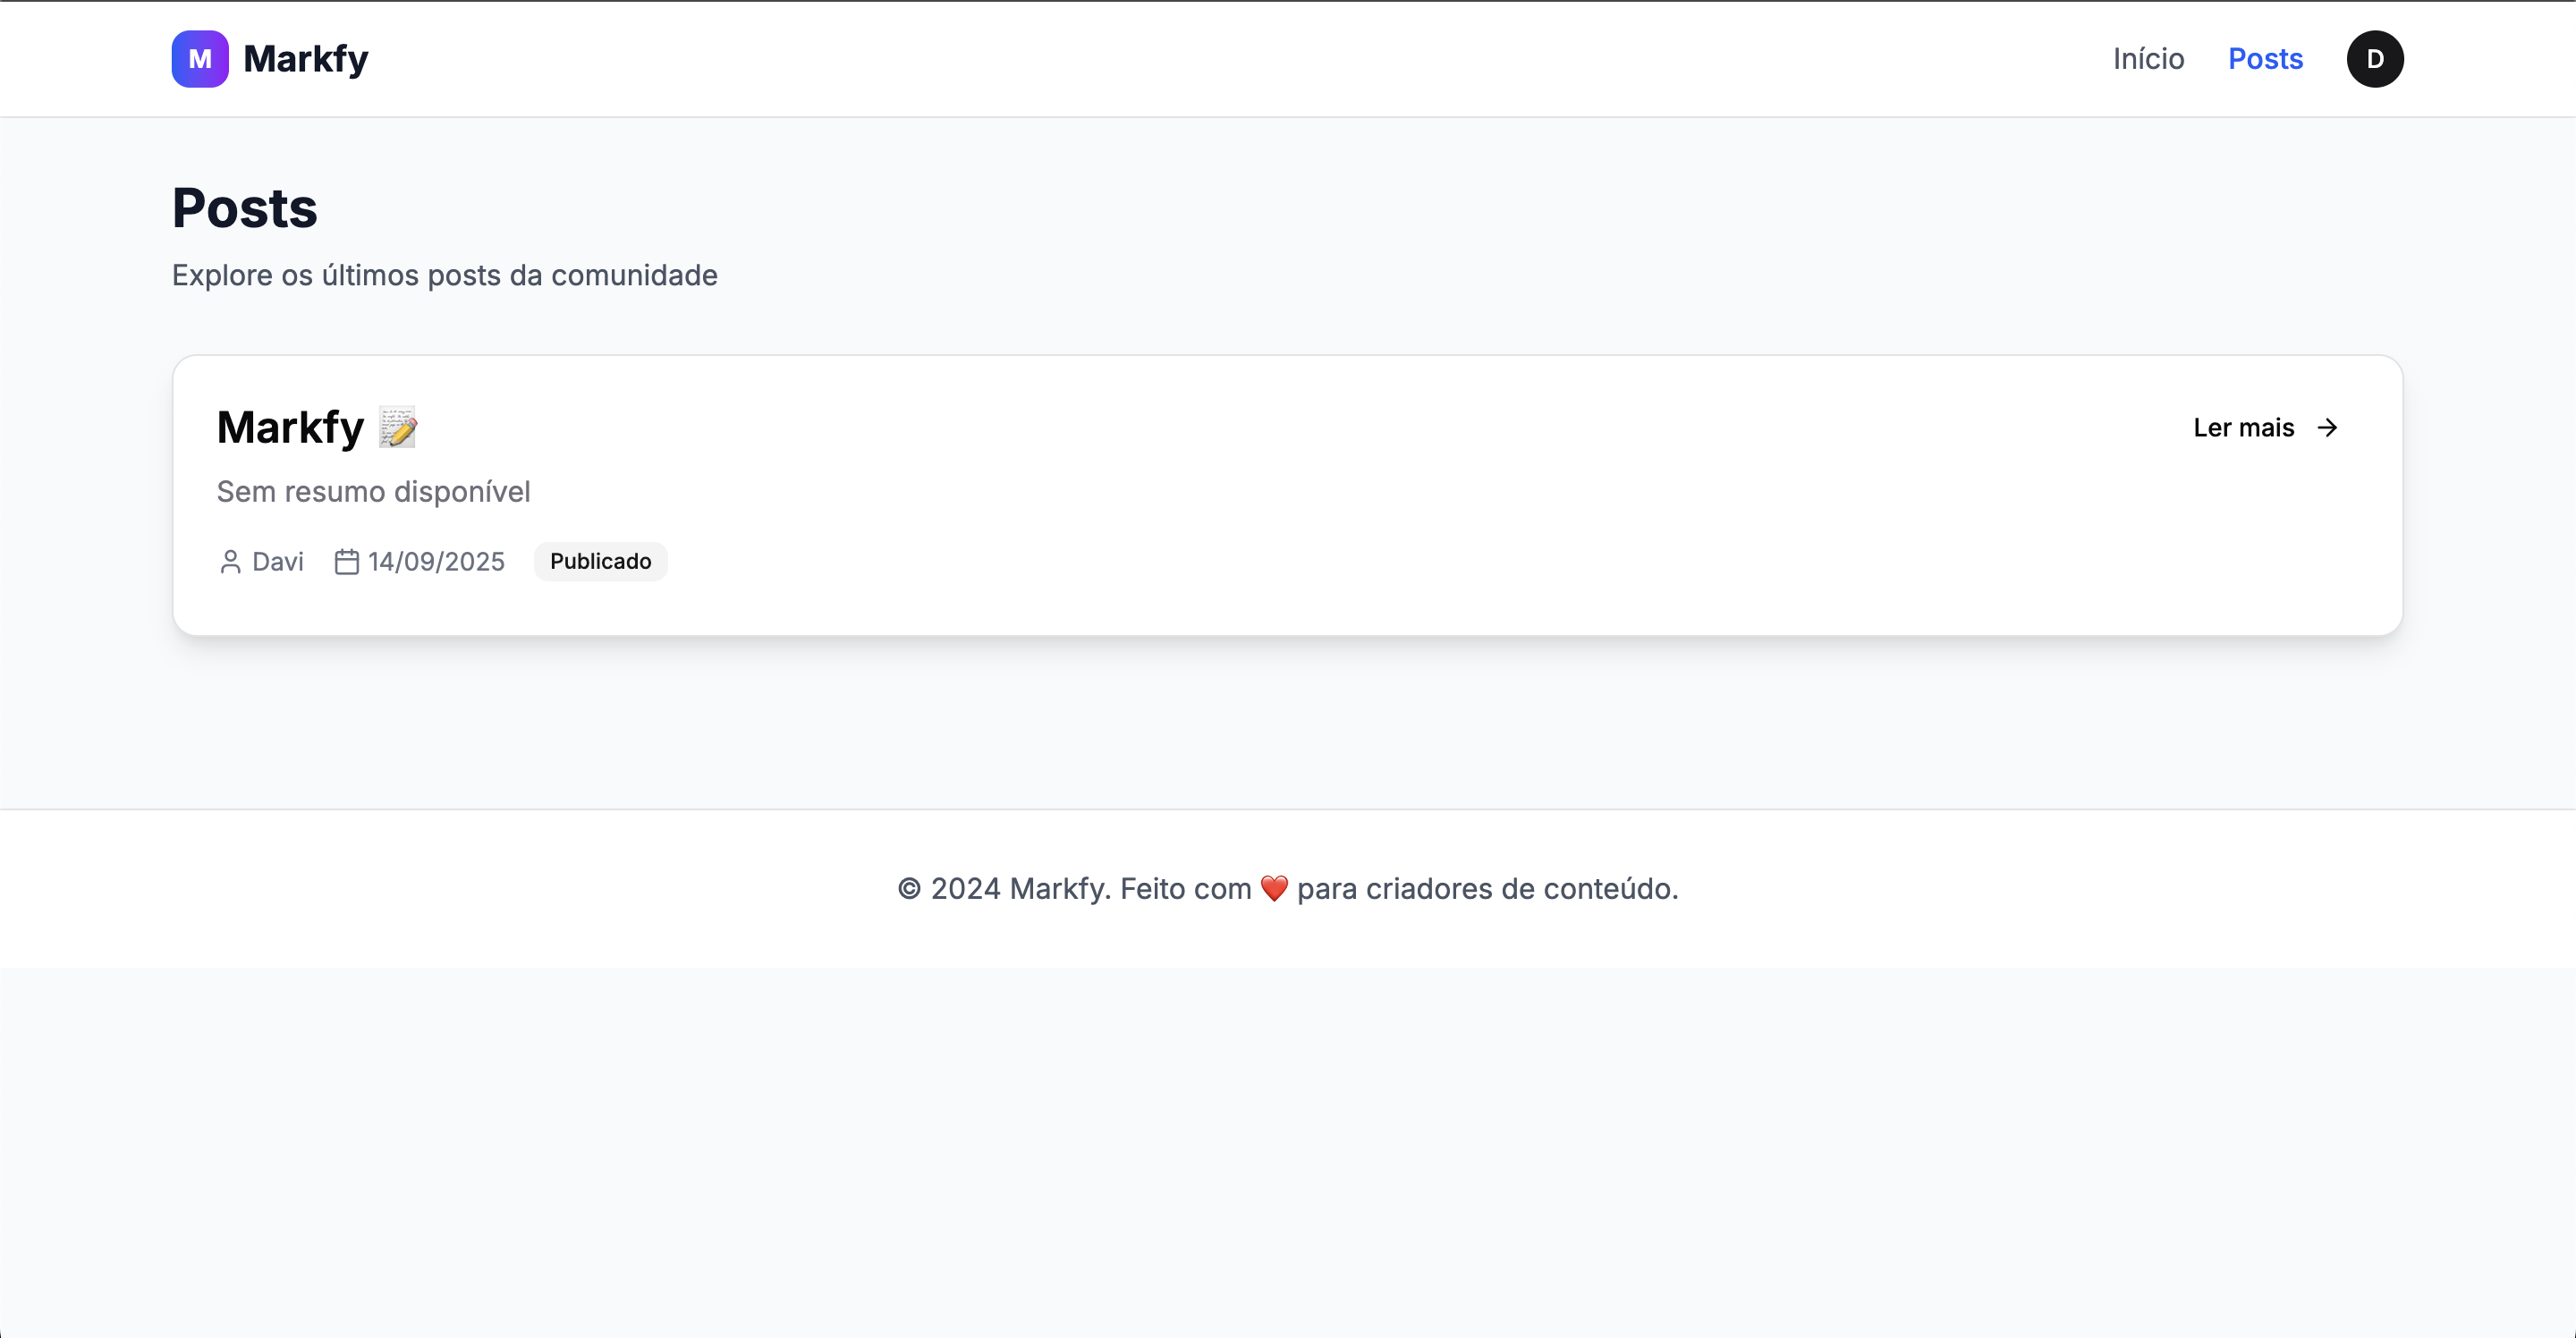 M Markfy
Início Posts D
Posts
Explore os últimos posts da comunidade
Markfy 📝
Ler mais →
Sem resumo disponível
Davi 14/09/2025 Publicado
© 2024 Markfy. Feito com ❤️ para criadores de conteúdo.